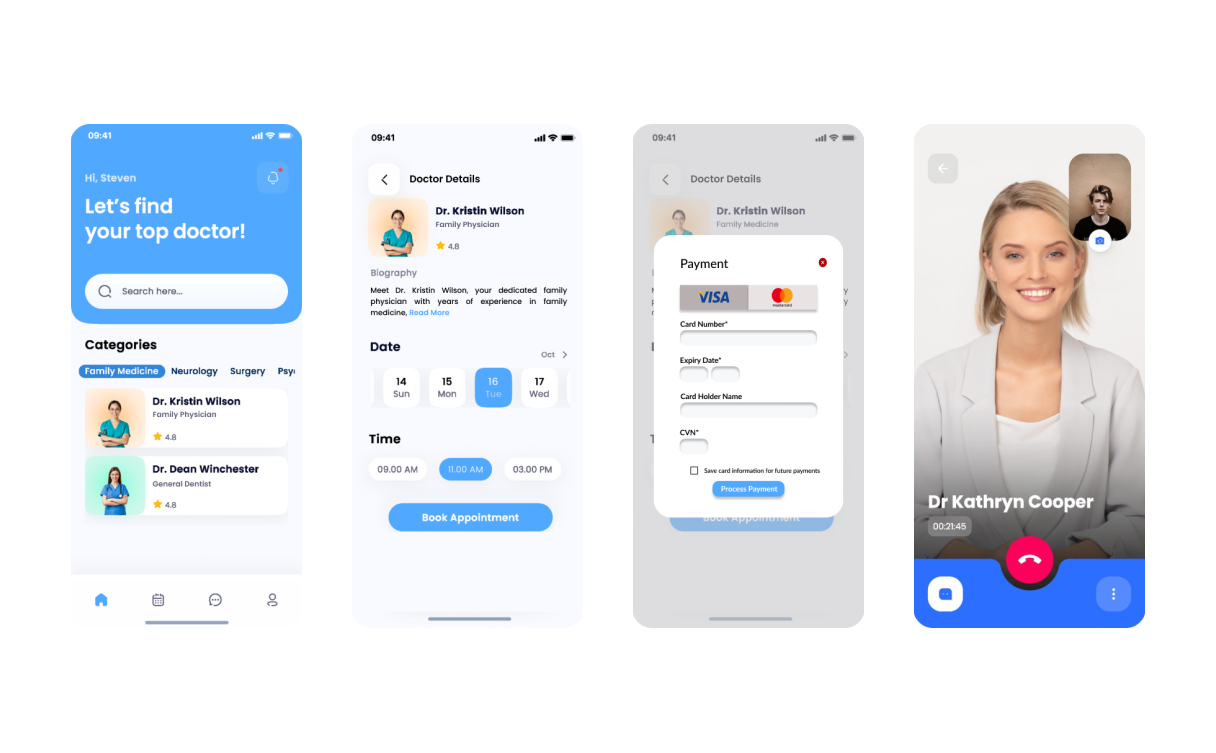 09:41
Hi, Steven
Let's find
your top doctor!
Search here...
Categories
Family Medicine Neurology Surgery Psy
Dr. Kristin Wilson
Family Physician
4.8
Dr. Dean Winchester
General Dentist
4.8
09:41
Doctor Details
Dr. Kristin Wilson
Family Physician
4.8
Biography
Meet Dr. Kristin Wilson, your dedicated family
physician with years of experience in family
medicine, Read More
Date
Oct
14 15 16 17
Sun Mon Tue Wed
Time
09.00 AM 11.00 AM 03.00 PM
Book Appointment
09:41
Doctor Details
Dr. Kristin Wilson
Family Medicine
Payment
VISA mastercard
Card Number*
Expiry Date*
Card Holder Name
CVN*
Save card information for future payments
Process Payment
Book Appointment
Dr Kathryn Cooper
00:21:45